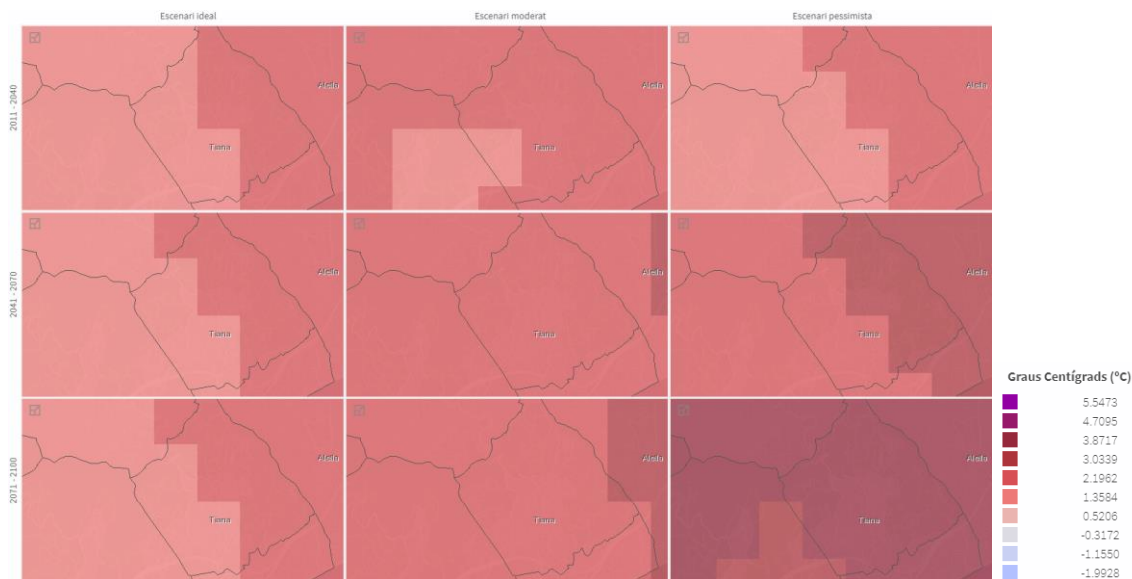 Escenari ideal
Escenari moderat
Escenari pessimista
2011 - 2040
Alella
Tiana
Alella
Tiana
Alella
Tiana
2041 - 2070
Alella
Tiana
Alella
Tiana
Alella
Tiana
2071 - 2100
Alella
Tiana
Alella
Tiana
Alella
Tiana
Graus Centígrads (ºC)
5.5473
4.7095
3.8717
3.0339
2.1962
1.3584
0.5206
-0.3172
-1.1550
-1.9928